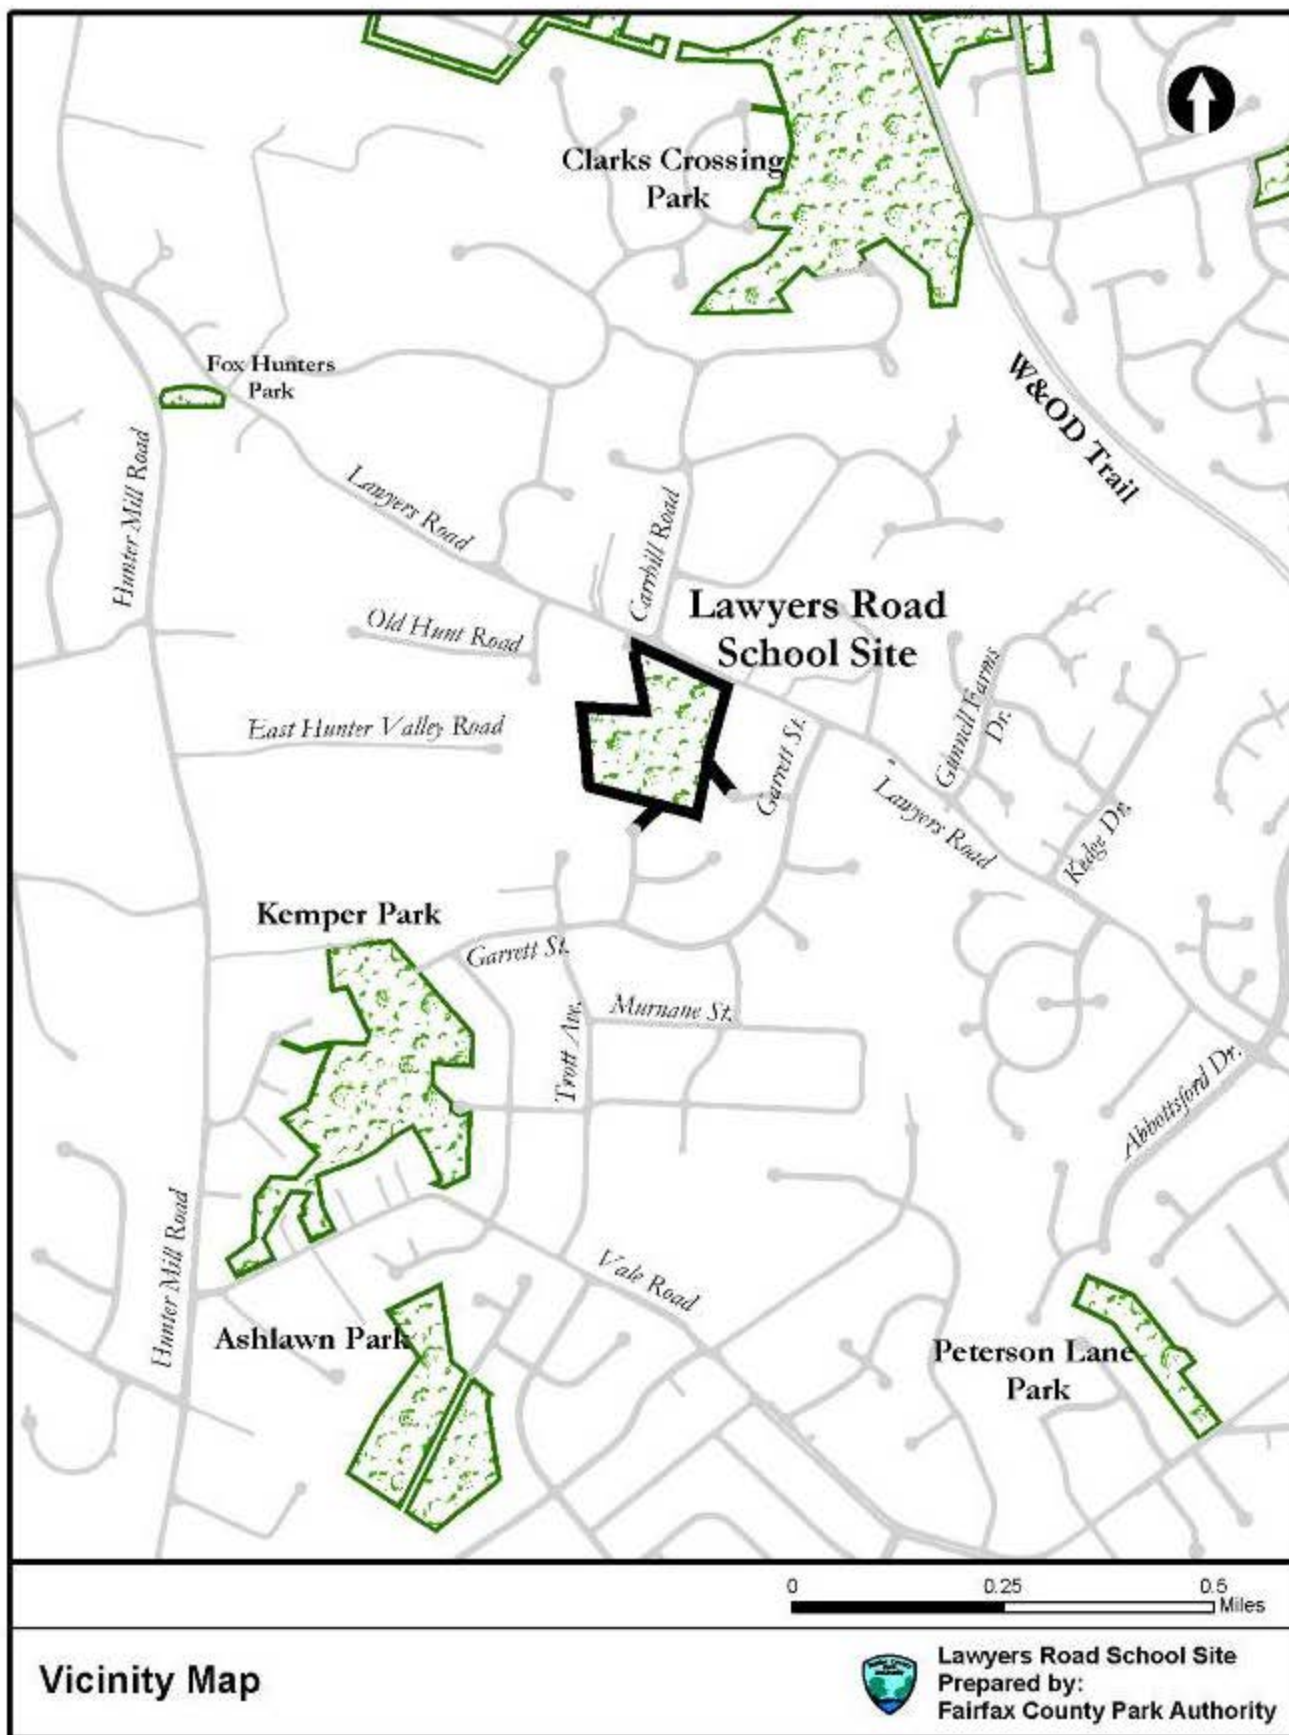 Clarks Crossing
Park
Fox Hunters
Park
W&OD Trail
Hunter Mill Road
Lawyers Road
Carrhill Road
Lawyers Road
School Site
Old Hunt Road
East Hunter Valley Road
Garrett St.
Gunnell Farms
Dr.
Lawyers Road
Kedge Dr.
Kemper Park
Garrett St.
Murnane St.
Trott Ave.
Abbottsford Dr.
Hunter Mill Road
Vale Road
Ashlawn Park
Peterson Lane
Park
0 0.25 0.5
Miles
Vicinity Map
Lawyers Road School Site
Prepared by:
Fairfax County Park Authority